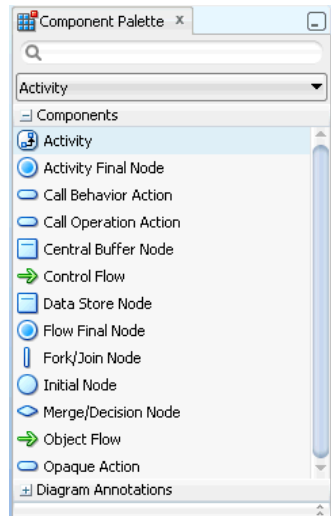 Component Palette
Activity
Components
Activity
Activity Final Node
Call Behavior Action
Call Operation Action
Central Buffer Node
Control Flow
Data Store Node
Flow Final Node
Fork/Join Node
Initial Node
Merge/Decision Node
Object Flow
Opaque Action
Diagram Annotations